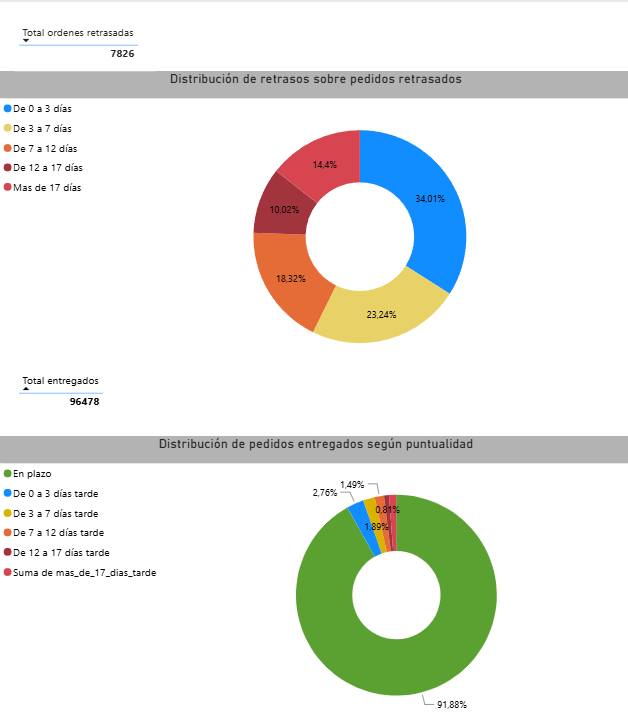 Total ordenes retrasadas
7826
Distribución de retrasos sobre pedidos retrasados
De 0 a 3 días
De 3 a 7 días
De 7 a 12 días
De 12 a 17 días
Mas de 17 días
14,4%
34,01%
10,02%
18,32%
23,24%
Total entregados
96478
Distribución de pedidos entregados según puntualidad
En plazo
De 0 a 3 días tarde
De 3 a 7 días tarde
De 7 a 12 días tarde
De 12 a 17 días tarde
Suma de mas_de_17_dias_tarde
1,49%
2,76%
0,81%
1,89%
91,88%